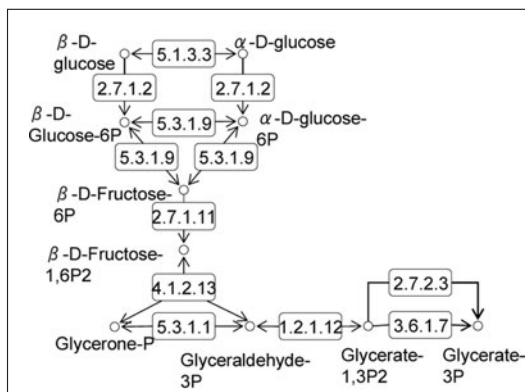 β-D-
glucose
5.1.3.3
α-D-glucose
2.7.1.2
2.7.1.2
β-D-
Glucose-6P
5.3.1.9
α-D-glucose-
6P
5.3.1.9
5.3.1.9
β-D-Fructose-
6P
2.7.1.11
β-D-Fructose-
1,6P2
4.1.2.13
2.7.2.3
5.3.1.1
1.2.1.12
3.6.1.7
Glycerone-P
Glyceraldehyde-
3P
Glycerate-
1,3P2
Glycerate-
3P